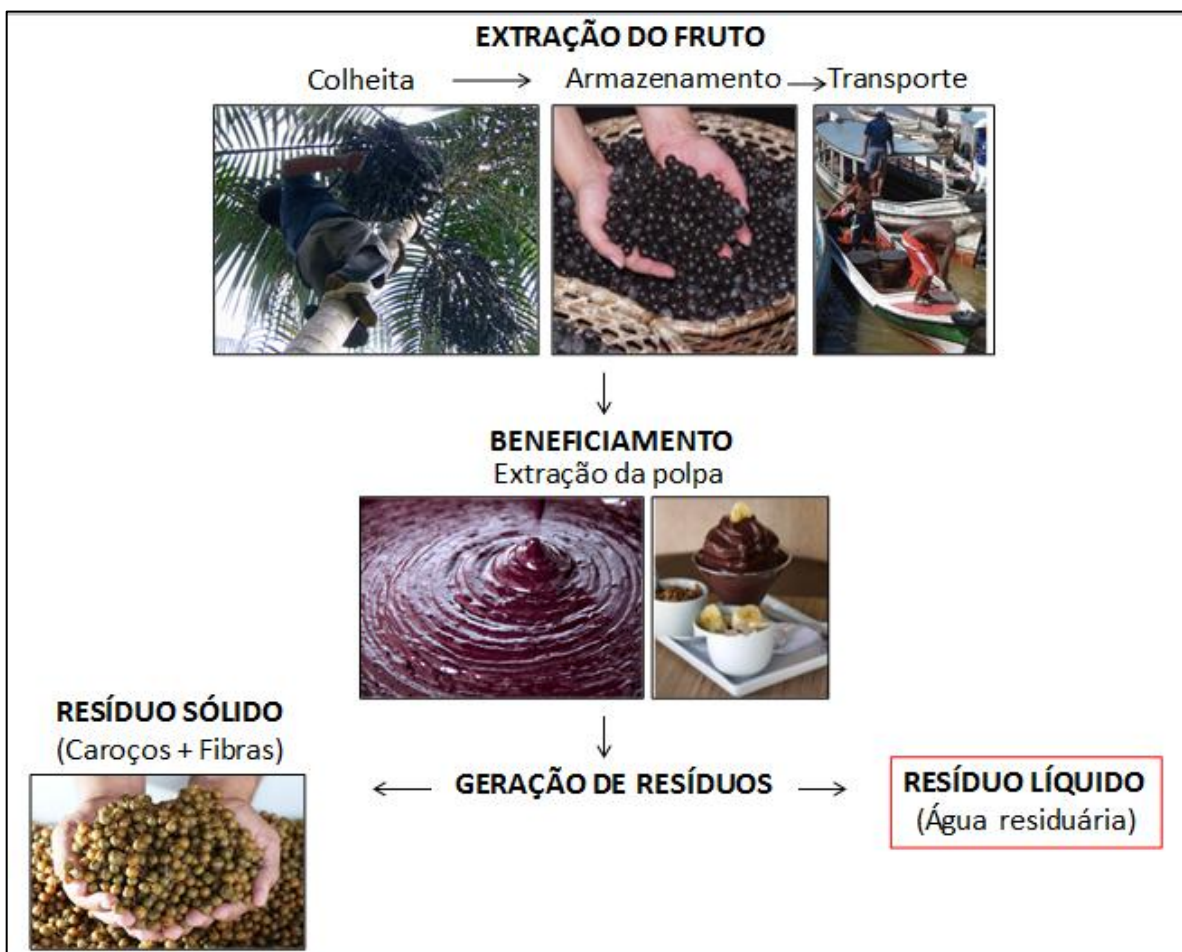 EXTRAÇÃO DO FRUTO
Colheita → Armazenamento → Transporte
BENEFICIAMENTO
Extração da polpa
RESÍDUO SÓLIDO
(Caroços + Fibras)
GERAÇÃO DE RESÍDUOS
RESÍDUO LÍQUIDO
(Água residuária)